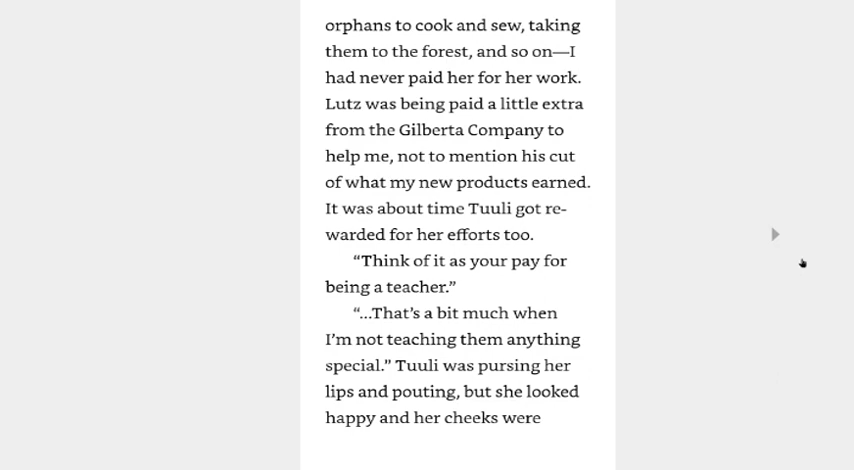 orphans to cook and sew, taking
them to the forest, and so on—I
had never paid her for her work.
Lutz was being paid a little extra
from the Gilberta Company to
help me, not to mention his cut
of what my new products earned.
It was about time Tuuli got re-
warded for her efforts too.
“Think of it as your pay for
being a teacher.”
“...That’s a bit much when
I’m not teaching them anything
special.” Tuuli was pursing her
lips and pouting, but she looked
happy and her cheeks were